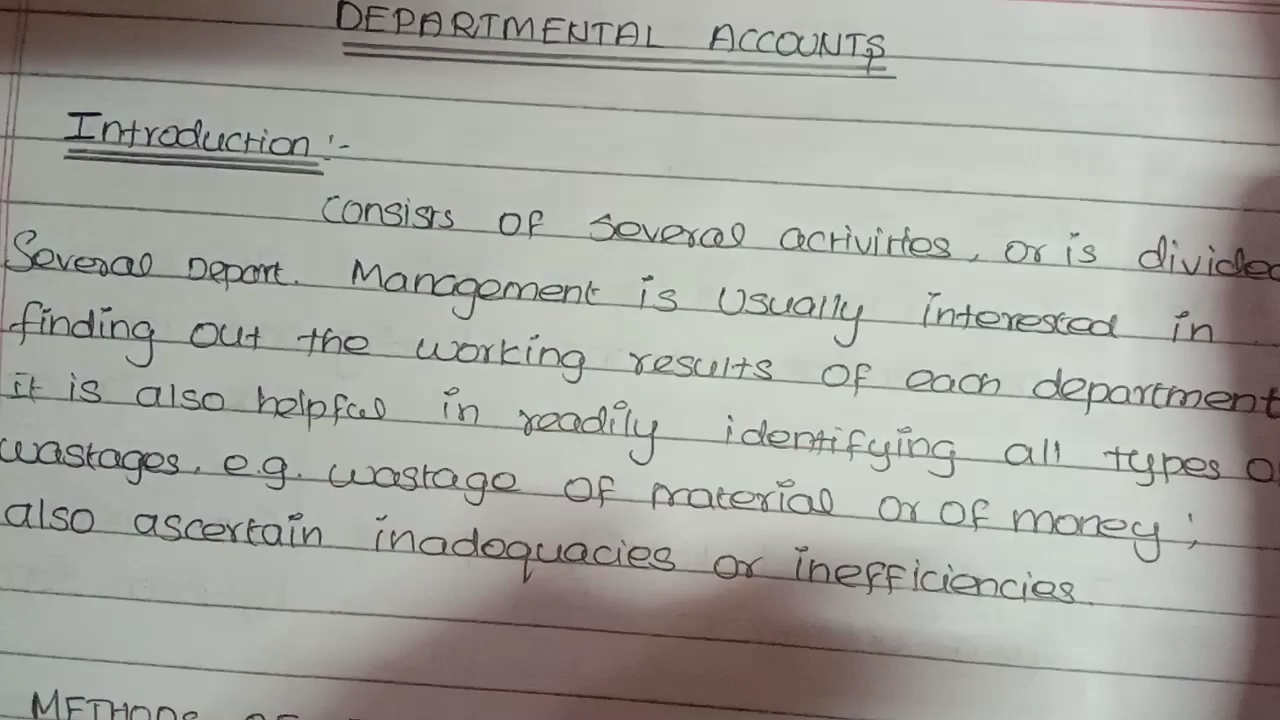 DEPARTMENTAL ACCOUNTS
Introduction :-
consists of several activities, or is divided
Several Depart. Management is usually interested in
finding out the working results of each department
it is also helpful in readily identifying all types
wastages, e.g. wastage of material or of money;
also ascertain inadequacies or inefficiencies.
METHODS OF